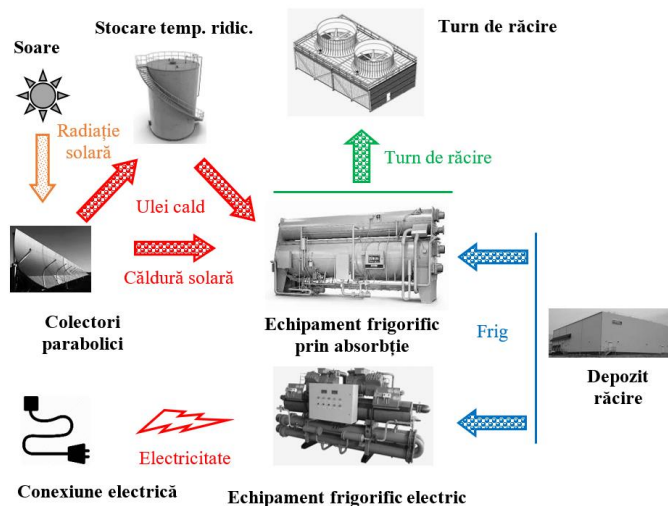 Stocare temp. ridic.
Turn de răcire
Soare
Radiație
solară
Turn de răcire
Ulei cald
Căldură solară
Colectori
parabolici
Echipament frigorific
prin absorbție
Frig
Depozit
răcire
Electricitate
Conexiune electrică
Echipament frigorific electric